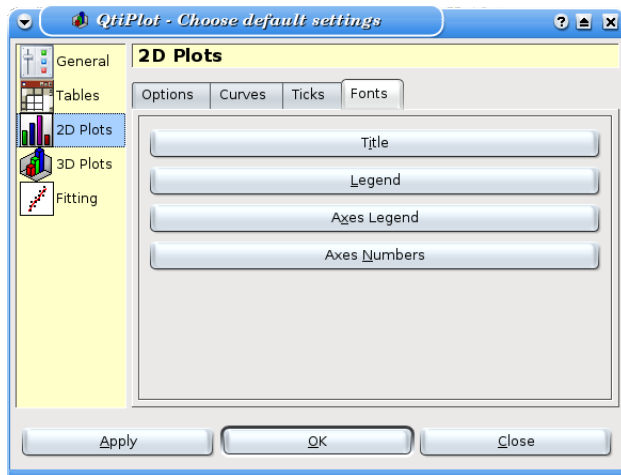 QtiPlot - Choose default settings
General
Tables
2D Plots
3D Plots
Fitting
2D Plots
Options Curves Ticks Fonts
Title
Legend
Axes Legend
Axes Numbers
Apply OK Close